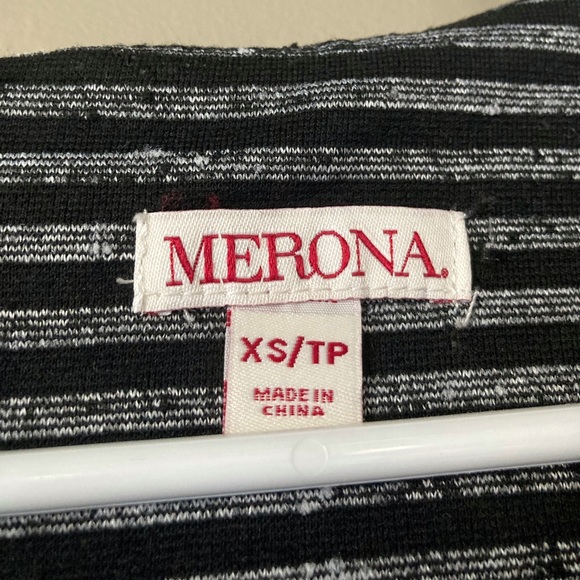 MERONA.
XS/TP
MADE IN
CHINA